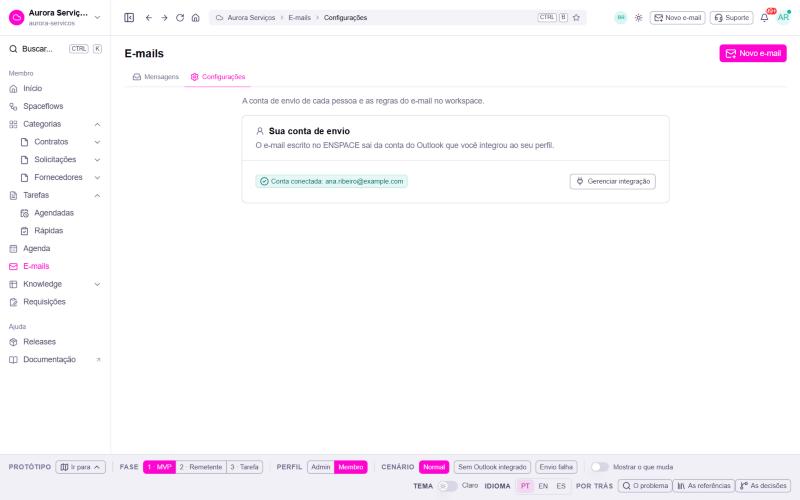 Aurora Serviç...
aurora-servicos
Aurora Serviços > E-mails > Configurações
CTRL B
BR
Novo e-mail
Suporte
AR
Buscar...
CTRL K
E-mails
Novo e-mail
Mensagens
Configurações
Membro
Início
Spaceflows
Categorias
Contratos
Solicitações
Fornecedores
Tarefas
Agendadas
Rápidas
Agenda
E-mails
Knowledge
Requisições
Ajuda
Releases
Documentação
A conta de envio de cada pessoa e as regras do e-mail no workspace.
Sua conta de envio
O e-mail escrito no ENSPACE sai da conta do Outlook que você integrou ao seu perfil.
Conta conectada: ana.ribeiro@example.com
Gerenciar integração
PROTÓTIPO Ir para FASE 1 · MVP 2 · Remetente 3 · Tarefa PERFIL Admin Membro CENÁRIO Normal Sem Outlook integrado Envio falha Mostrar o que muda
TEMA Claro IDIOMA PT EN ES POR TRÁS O problema As referências As decisões